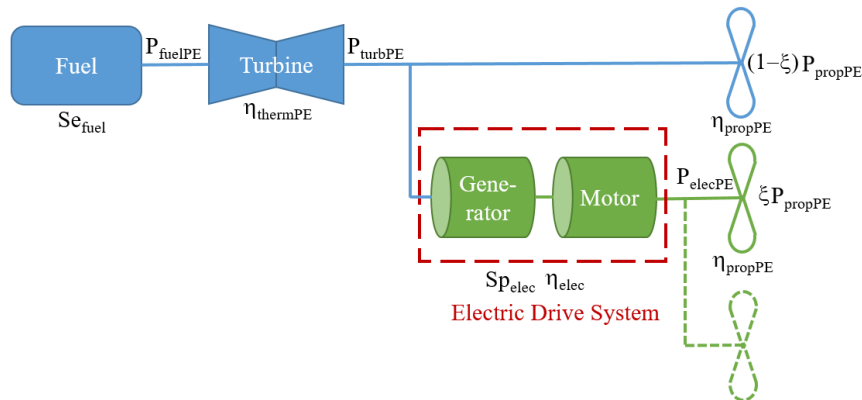 Fuel
P_fuelPE
Turbine
P_turbPE
(1−ξ)P_propPE
Se_fuel
η_thermPE
η_propPE
Gene-
rator
Motor
P_elecPE
ξP_propPE
Sp_elec η_elec
η_propPE
Electric Drive System